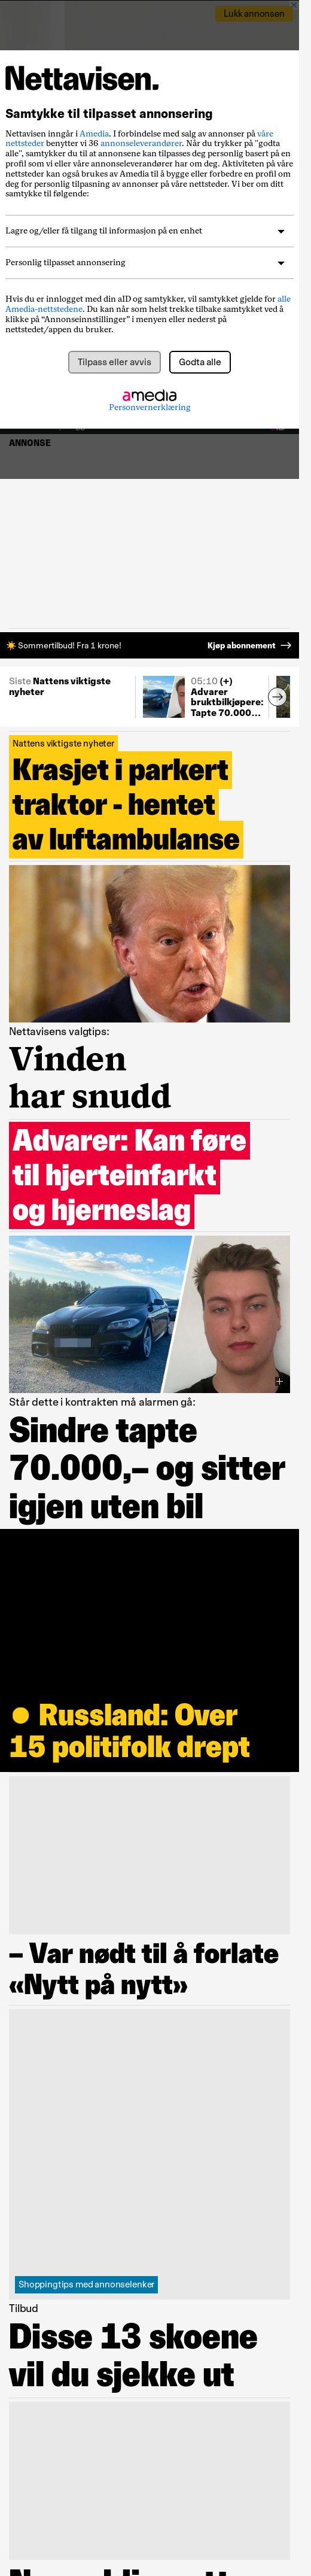 Lukk annonsen
Nettavisen.
Samtykke til tilpasset annonsering
Nettavisen inngår i Amedia. I forbindelse med salg av annonser på våre
nettsteder benytter vi 36 annonseleverandører. Når du trykker på "godta
alle", samtykker du til at annonsene kan tilpasses deg personlig basert på en
profil som vi eller våre annonseleverandører har om deg. Aktiviteten på våre
nettsteder kan også brukes av Amedia til å bygge eller forbedre en profil om
deg for personlig tilpasning av annonser på våre nettsteder. Vi ber om ditt
samtykke til følgende:
Lagre og/eller få tilgang til informasjon på en enhet
Personlig tilpasset annonsering
Hvis du er innlogget med din aID og samtykker, vil samtykket gjelde for alle
Amedia-nettstedene. Du kan når som helst trekke tilbake samtykket ved å
klikke på “Annonseinnstillinger” i menyen eller nederst på
nettstedet/appen du bruker.
Tilpass eller avvis
Godta alle
amedia
Personvernerklæring
ANNONSE
Sommertilbud! Fra 1 krone!
Kjøp abonnement
Siste Nattens viktigste
nyheter
05:10 (+)
Advarer
bruktbilkjøpere:
Tapte 70.000...
Nattens viktigste nyheter
Krasjet i parkert
traktor - hentet
av luftambulanse
Nettavisens valgtips:
Vinden
har snudd
Advarer: Kan føre
til hjerteinfarkt
og hjerneslag
Står dette i kontrakten må alarmen gå:
Sindre tapte
70.000,– og sitter
igjen uten bil
Russland: Over
15 politifolk drept
– Var nødt til å forlate
«Nytt på nytt»
Shoppingtips med annonselenker
Tilbud
Disse 13 skoene
vil du sjekke ut